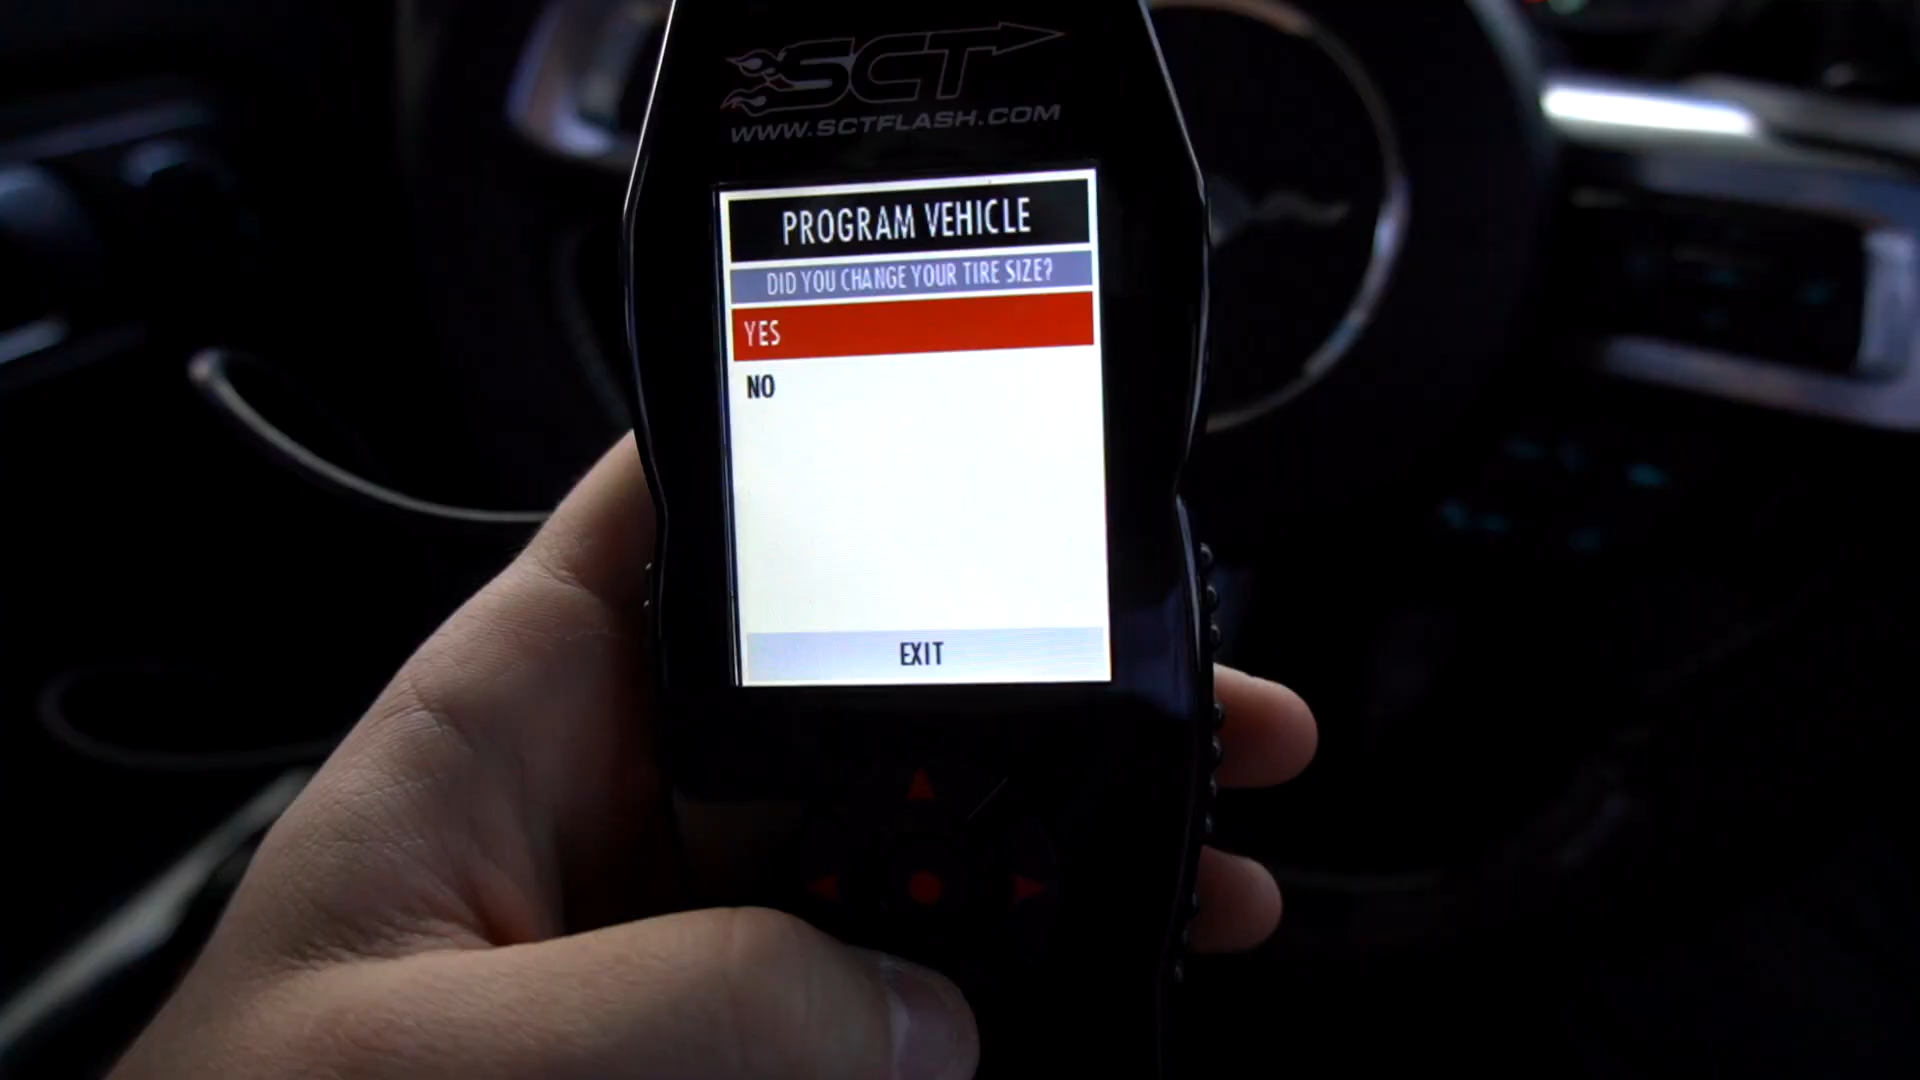 SCT
WWW.SCTFLASH.COM
PROGRAM VEHICLE
DID YOU CHANGE YOUR TIRE SIZE?
YES
NO
EXIT